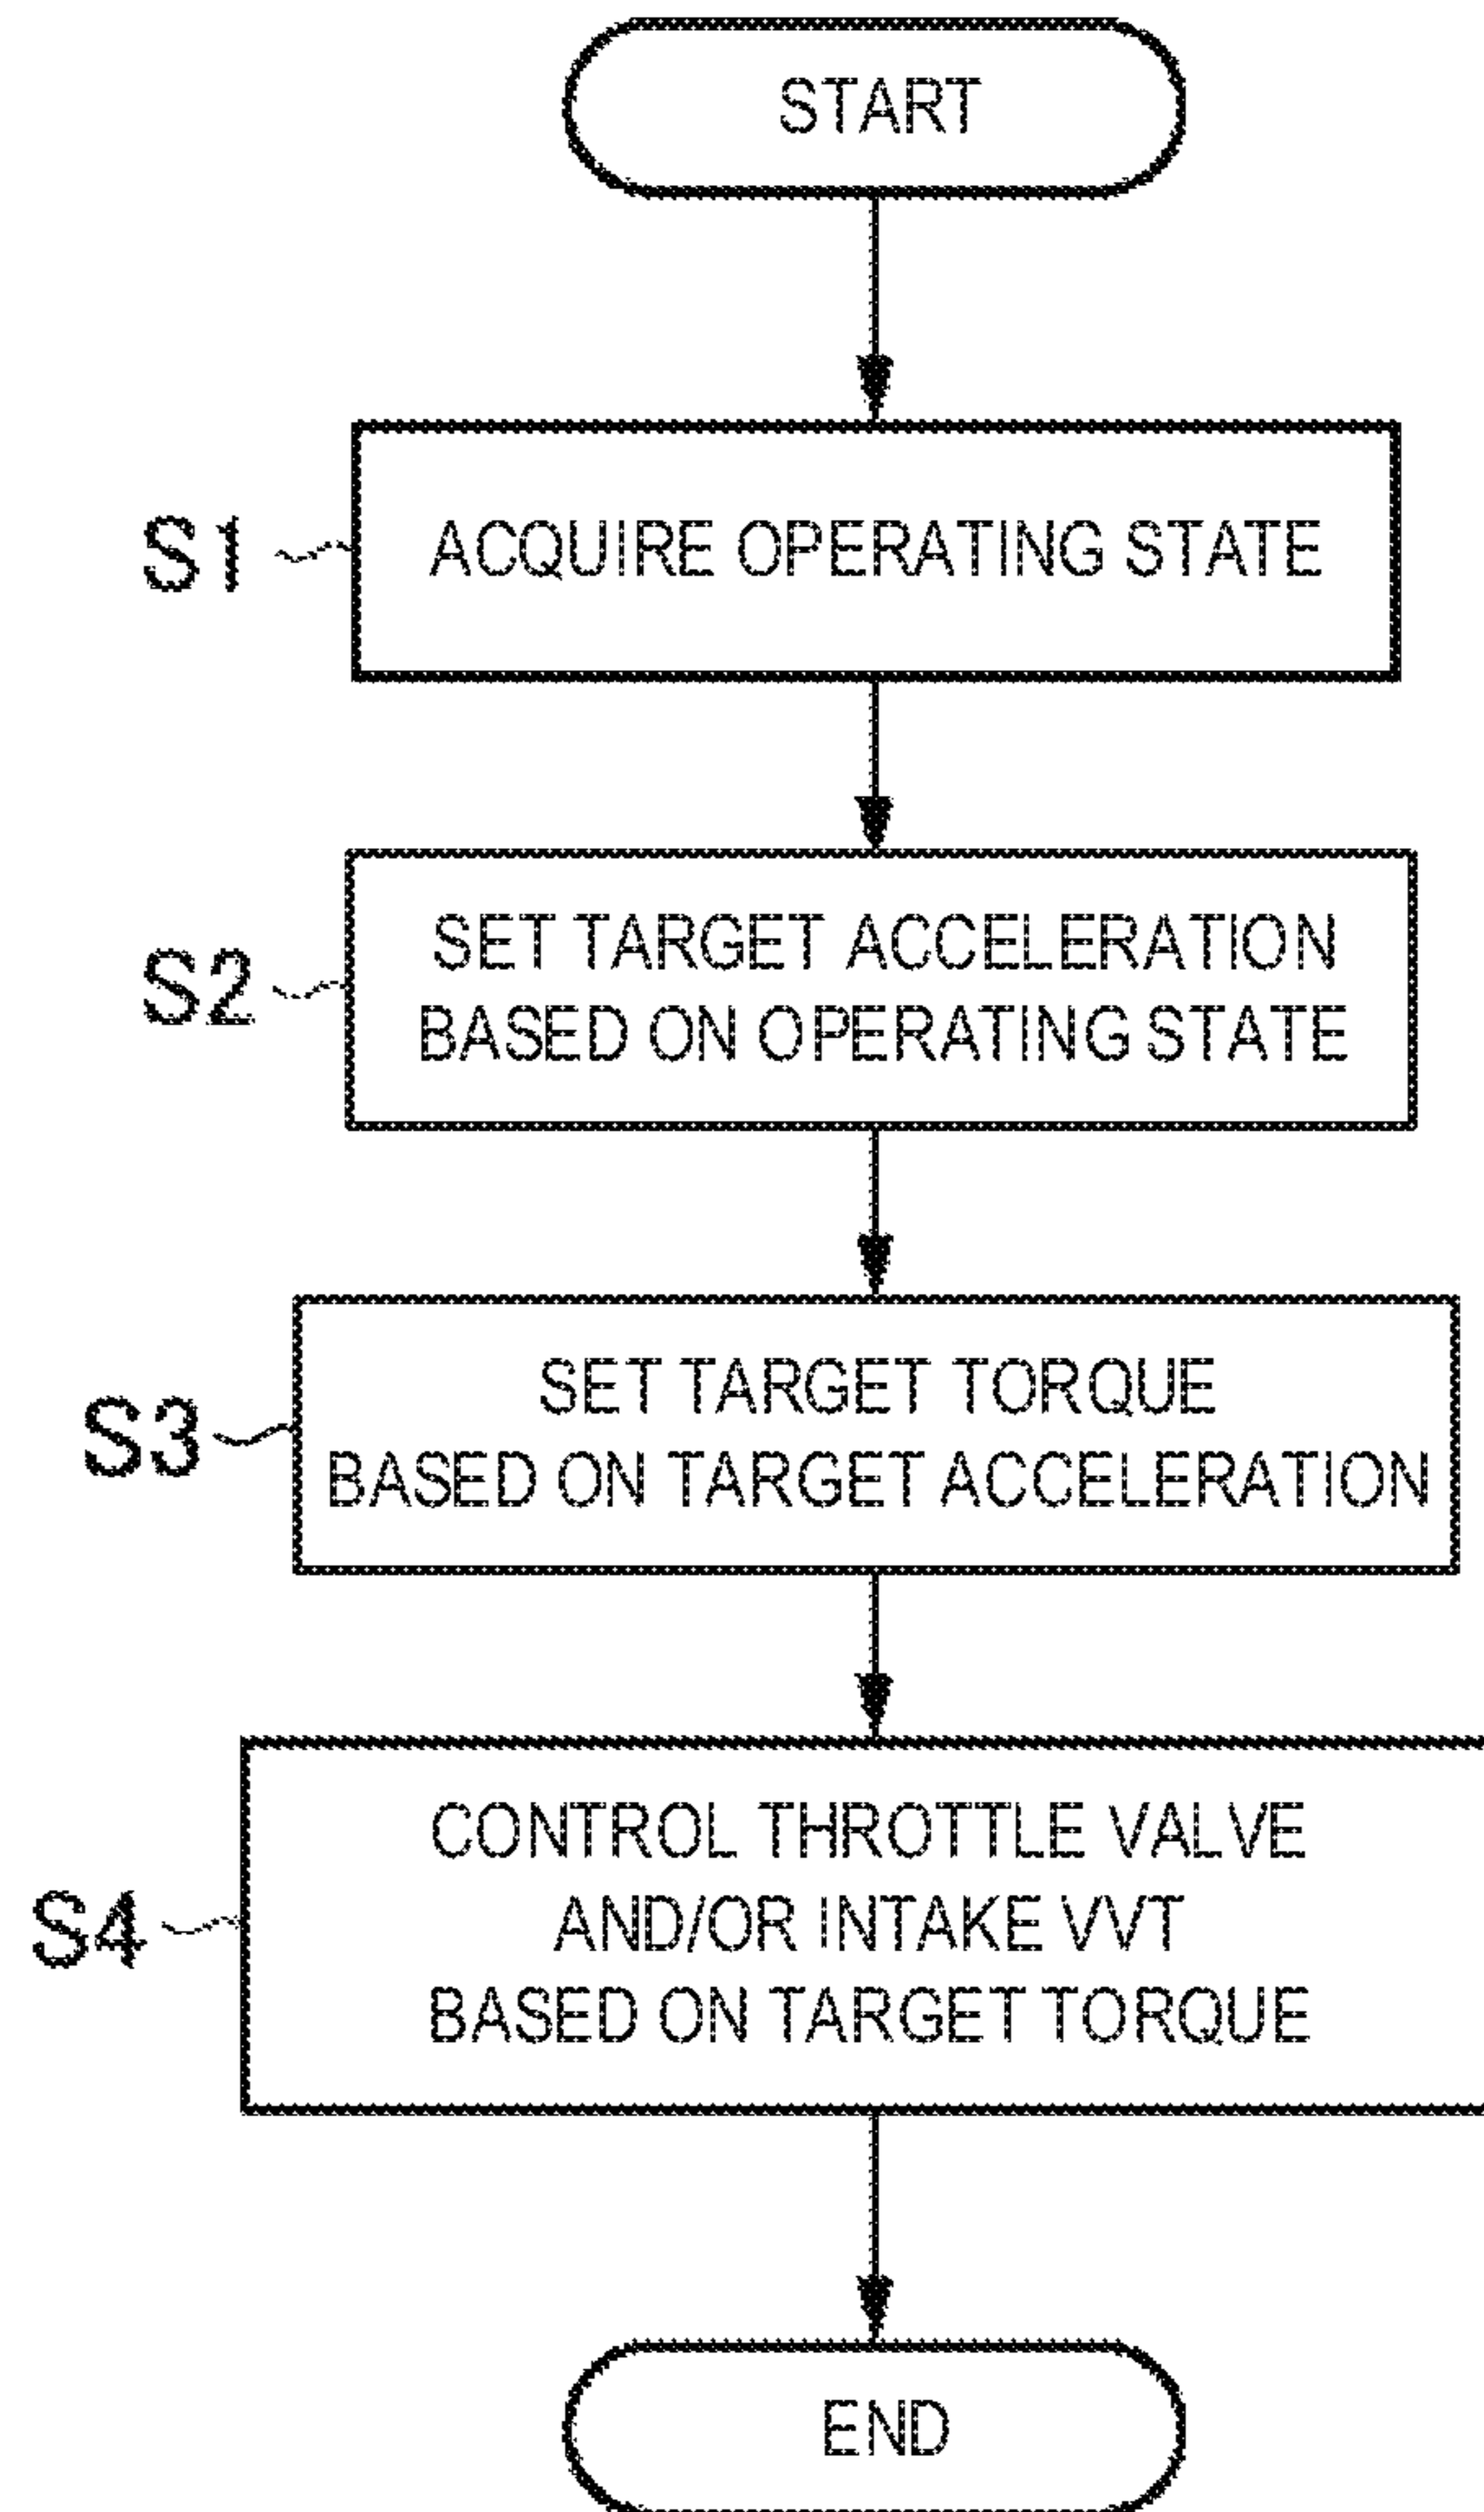 START
S1
ACQUIRE OPERATING STATE
S2
SET TARGET ACCELERATION
BASED ON OPERATING STATE
S3
SET TARGET TORQUE
BASED ON TARGET ACCELERATION
S4
CONTROL THROTTLE VALVE
AND/OR INTAKE VVT
BASED ON TARGET TORQUE
END